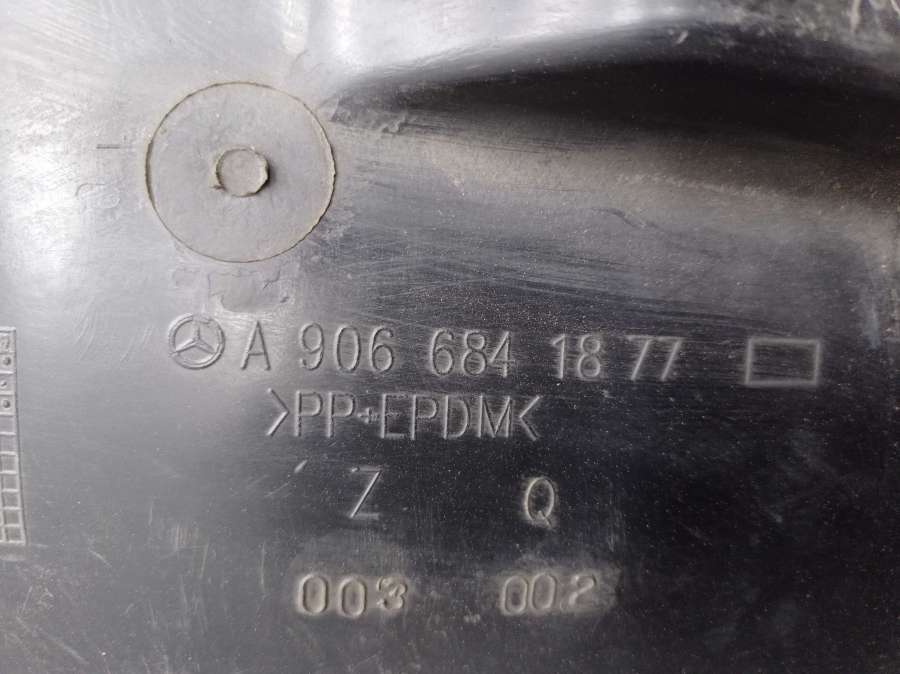 A 906 684 18 77
>PP+EPDM<
Z Q
003 002